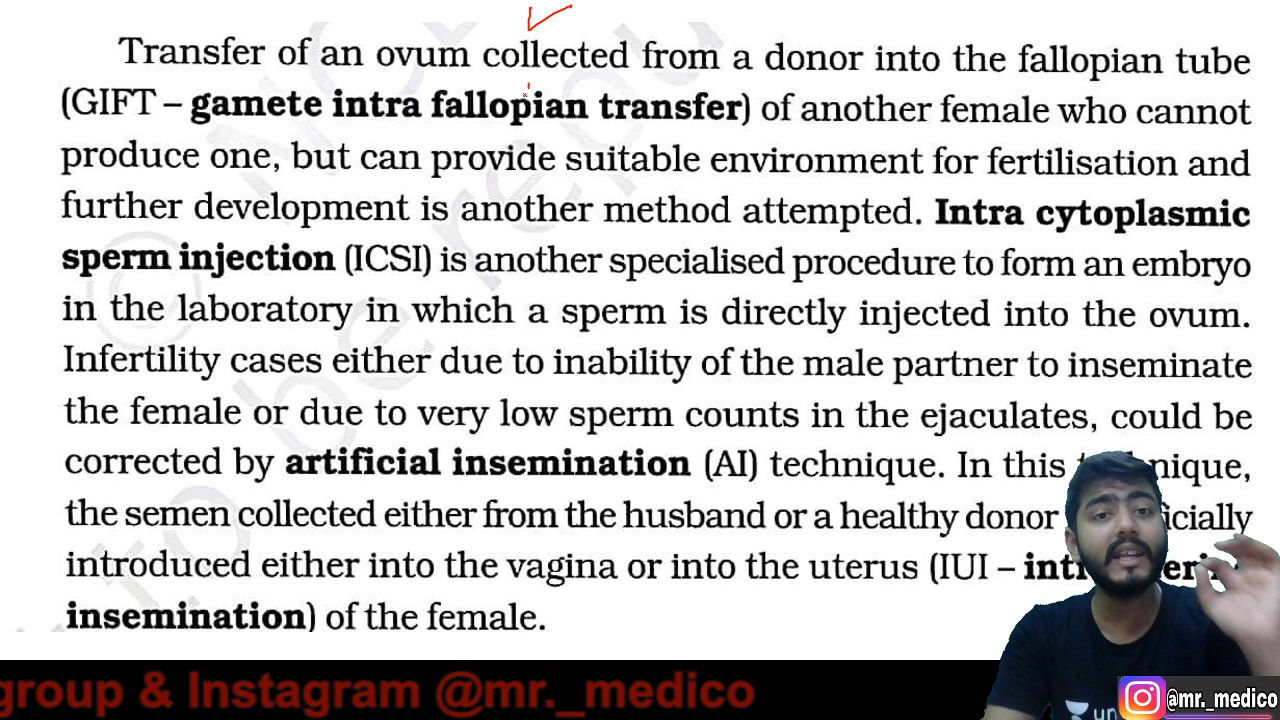 Transfer of an ovum collected from a donor into the fallopian tube
(GIFT – gamete intra fallopian transfer) of another female who cannot
produce one, but can provide suitable environment for fertilisation and
further development is another method attempted. Intra cytoplasmic
sperm injection (ICSI) is another specialised procedure to form an embryo
in the laboratory in which a sperm is directly injected into the ovum.
Infertility cases either due to inability of the male partner to inseminate
the female or due to very low sperm counts in the ejaculates, could be
corrected by artificial insemination (AI) technique. In this
the semen collected either from the husband or a healthy donor
introduced either into the vagina or into the uterus (IUI –
insemination) of the female.
group & Instagram @mr._medico
@mr._medico